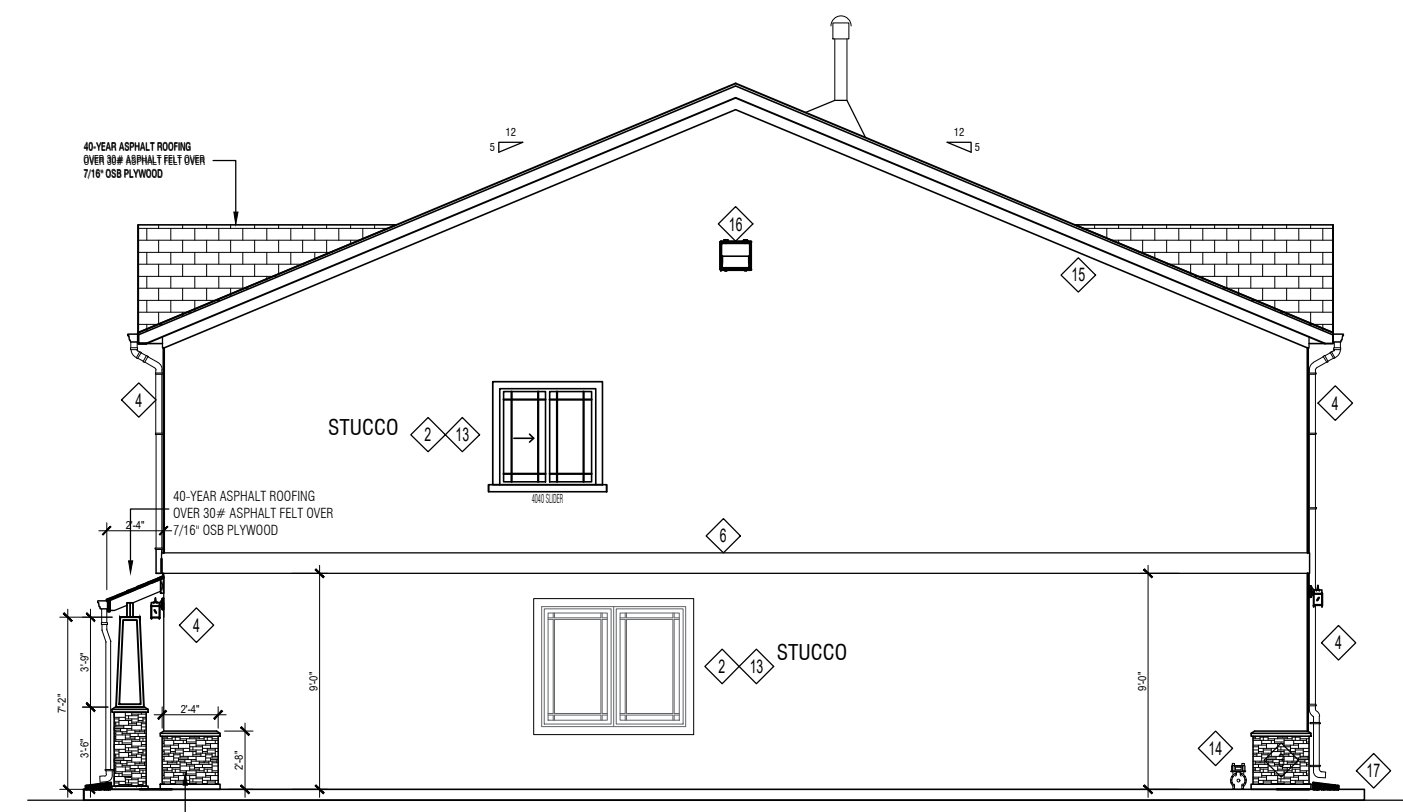 12
5
12
5
40-YEAR ASPHALT ROOFING
OVER 30# ASPHALT FELT OVER
7/16" OSB PLYWOOD
16
15
4
4
STUCCO
2
13
4040 SLIDER
40-YEAR ASPHALT ROOFING
OVER 30# ASPHALT FELT OVER
7/16" OSB PLYWOOD
2'-4"
6
4
4
2
13
STUCCO
3'-9"
7'-2"
3'-6"
2'-4"
2'-8"
9'-0"
9'-0"
14
17